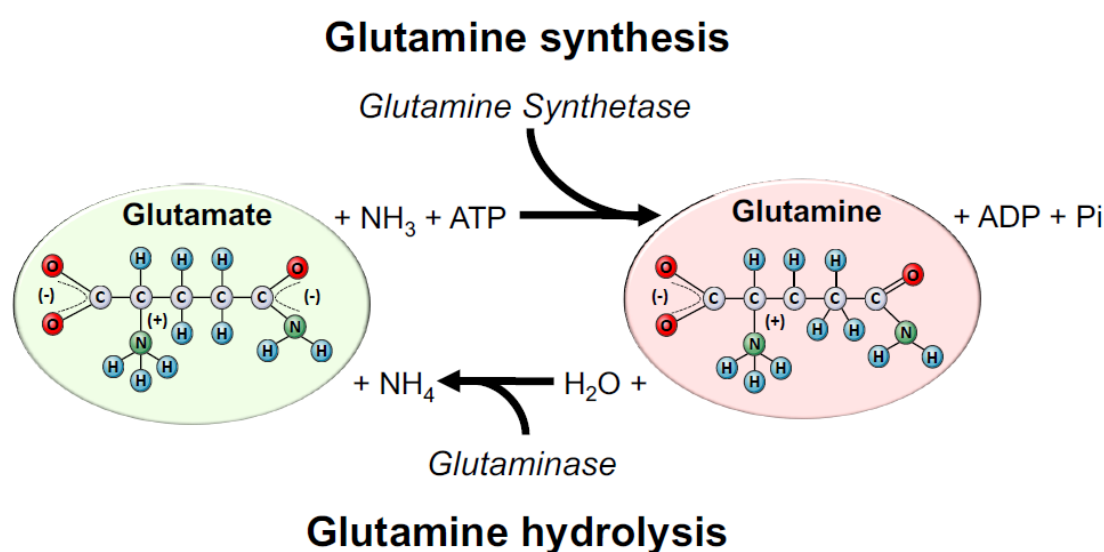 Glutamine synthesis
Glutamine Synthetase
Glutamate + NH₃ + ATP Glutamine + ADP + Pi
O H H H O
(-) C C C C C (-)
O (+) H H N
N H H
H H H
O H H H O
(-) C C C C C
O (+) H H N
N H H
H H H
+ NH₄ H₂O +
Glutaminase
Glutamine hydrolysis